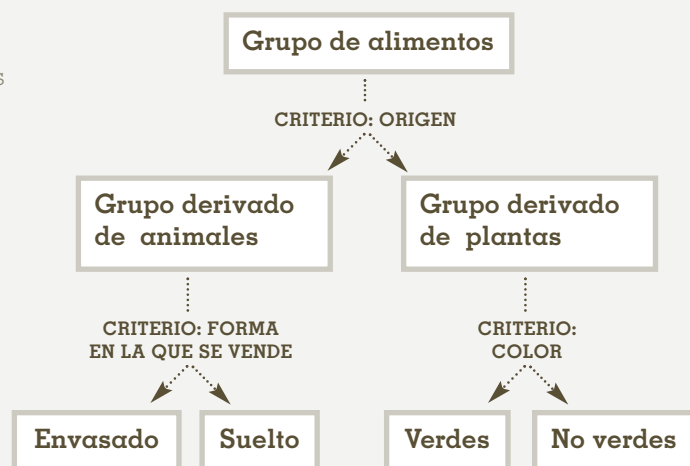 Grupo de alimentos
s
CRITERIO: ORIGEN
Grupo derivado
de animales
Grupo derivado
de plantas
CRITERIO: FORMA
EN LA QUE SE VENDE
CRITERIO:
COLOR
Envasado
Suelto
Verdes
No verdes